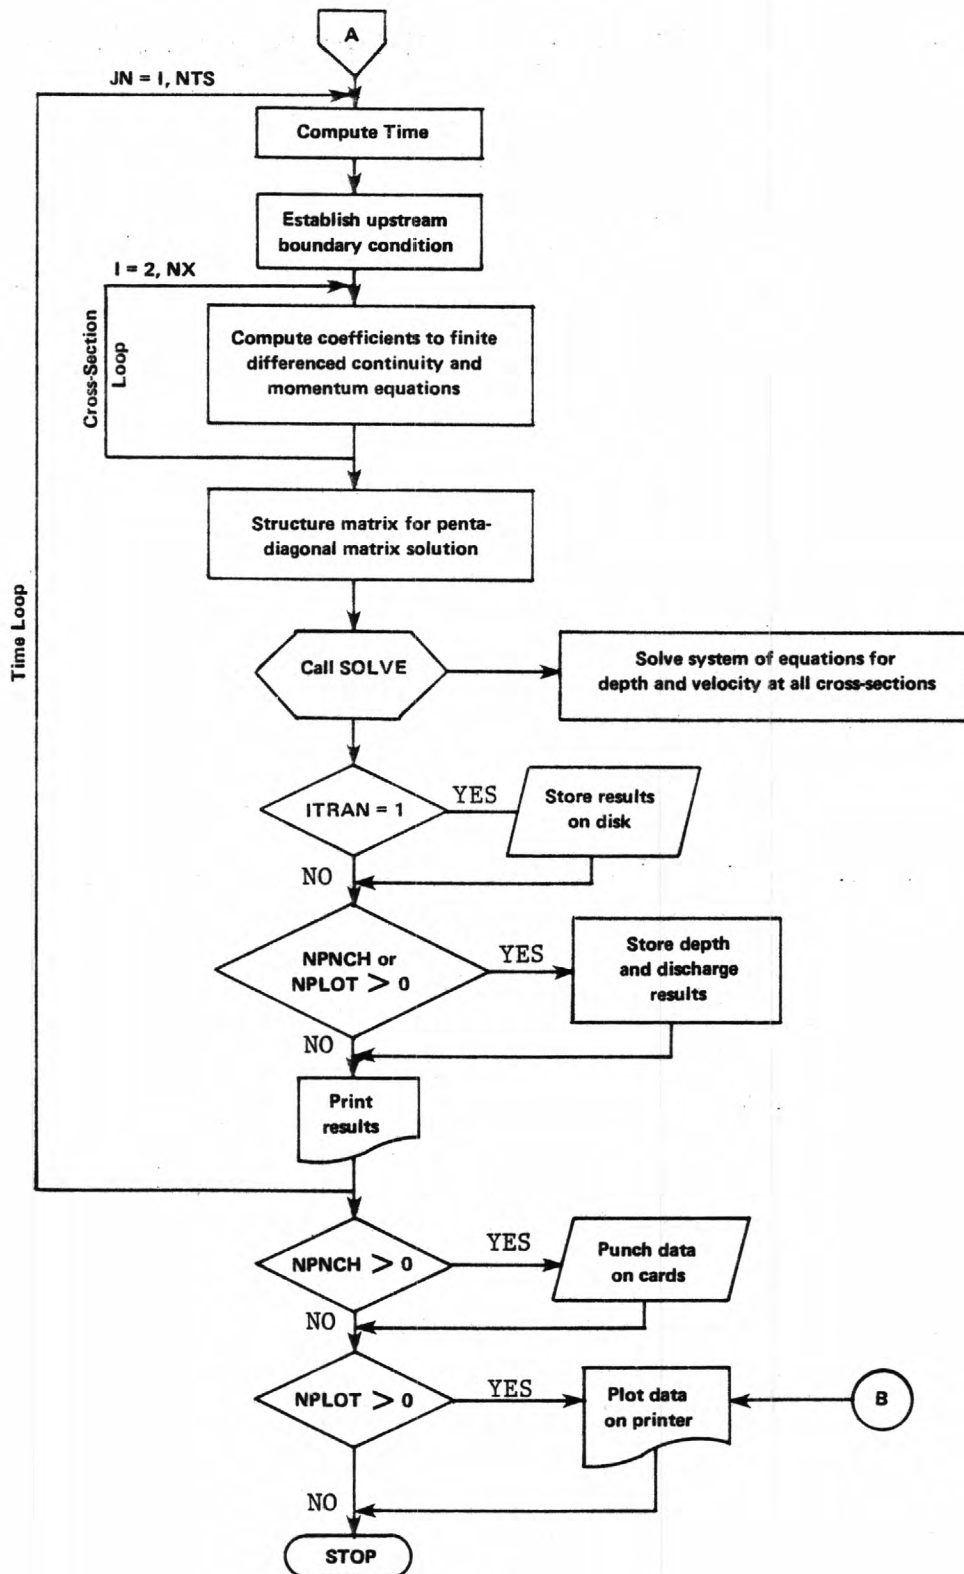 A
JN = I, NTS
Compute Time
Establish upstream
boundary condition
I = 2, NX
Cross-Section
Loop
Compute coefficients to finite
differenced continuity and
momentum equations
Structure matrix for penta-
diagonal matrix solution
Time Loop
Call SOLVE
Solve system of equations for
depth and velocity at all cross-sections
ITRAN = 1
YES
Store results
on disk
NO
NPNCH or
NPLOT > 0
YES
Store depth
and discharge
results
NO
Print
results
NPNCH > 0
YES
Punch data
on cards
NO
NPLOT > 0
YES
Plot data
on printer
B
NO
STOP